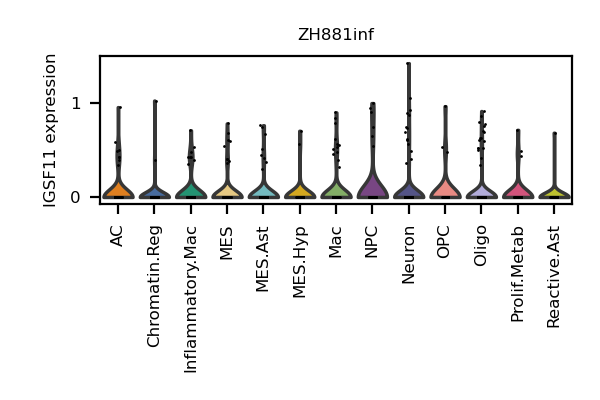 ZH881inf
IGSF11 expression
1
0
AC
Chromatin.Reg
Inflammatory.Mac
MES
MES.Ast
MES.Hyp
Mac
NPC
Neuron
OPC
Oligo
Prolif.Metab
Reactive.Ast